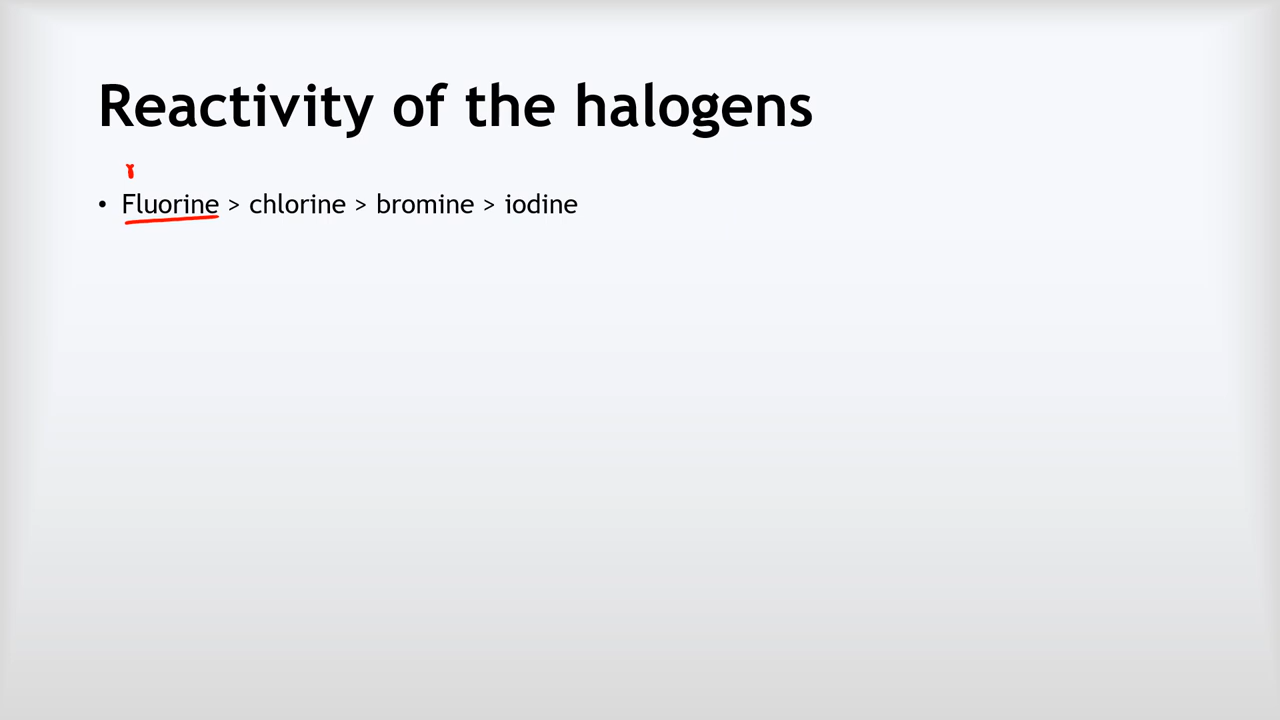 Reactivity of the halogens
• Fluorine > chlorine > bromine > iodine